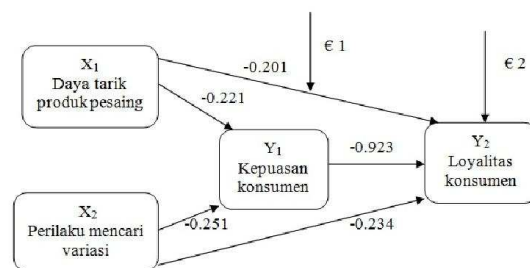 X₁
Daya tarik
produk pesaing
-0.201
€ 1
€ 2
-0.221
Y₁
Kepuasan
konsumen
-0.923
Y₂
Loyalitas
konsumen
X₂
Perilaku mencari
variasi
-0.251
-0.234